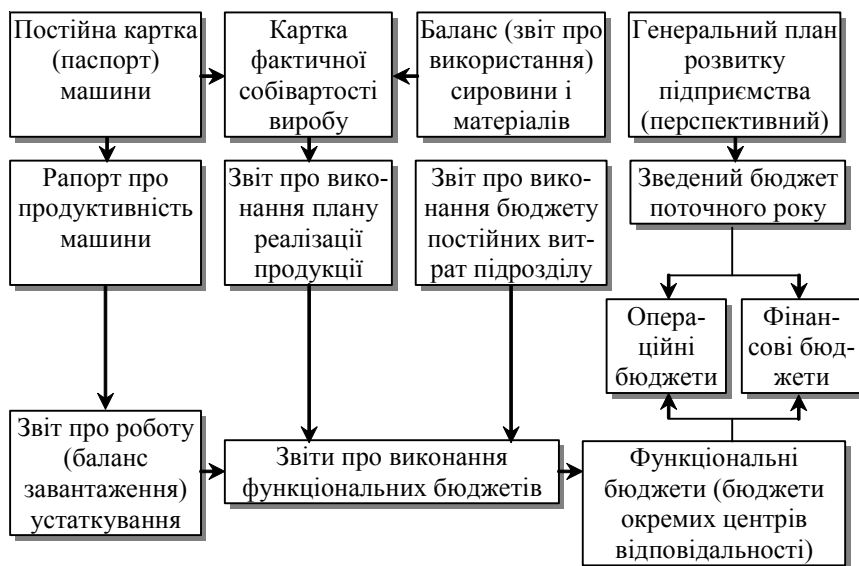 Постійна картка
(паспорт)
машини
Картка
фактичної
собівартості
виробу
Баланс (звіт про
використання)
сировини і
матеріалів
Генеральний план
розвитку
підприємства
(перспективний)
Рапорт про
продуктивність
машини
Звіт про вико-
нання плану
реалізації
продукції
Звіт про вико-
нання бюджету
постійних вит-
рат підрозділу
Зведений бюджет
поточного року
Опера-
ційні
бюджети
Фінан-
сові бюд-
жети
Звіт про роботу
(баланс
завантаження)
устаткування
Звіти про виконання
функціональних бюджетів
Функціональні
бюджети (бюджети
окремих центрів
відповідальності)